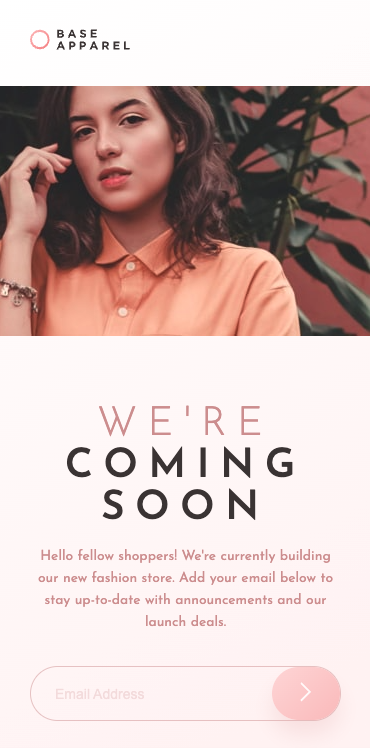 BASE
APPAREL
WE'RE
COMING
SOON
Hello fellow shoppers! We're currently building
our new fashion store. Add your email below to
stay up-to-date with announcements and our
launch deals.
Email Address